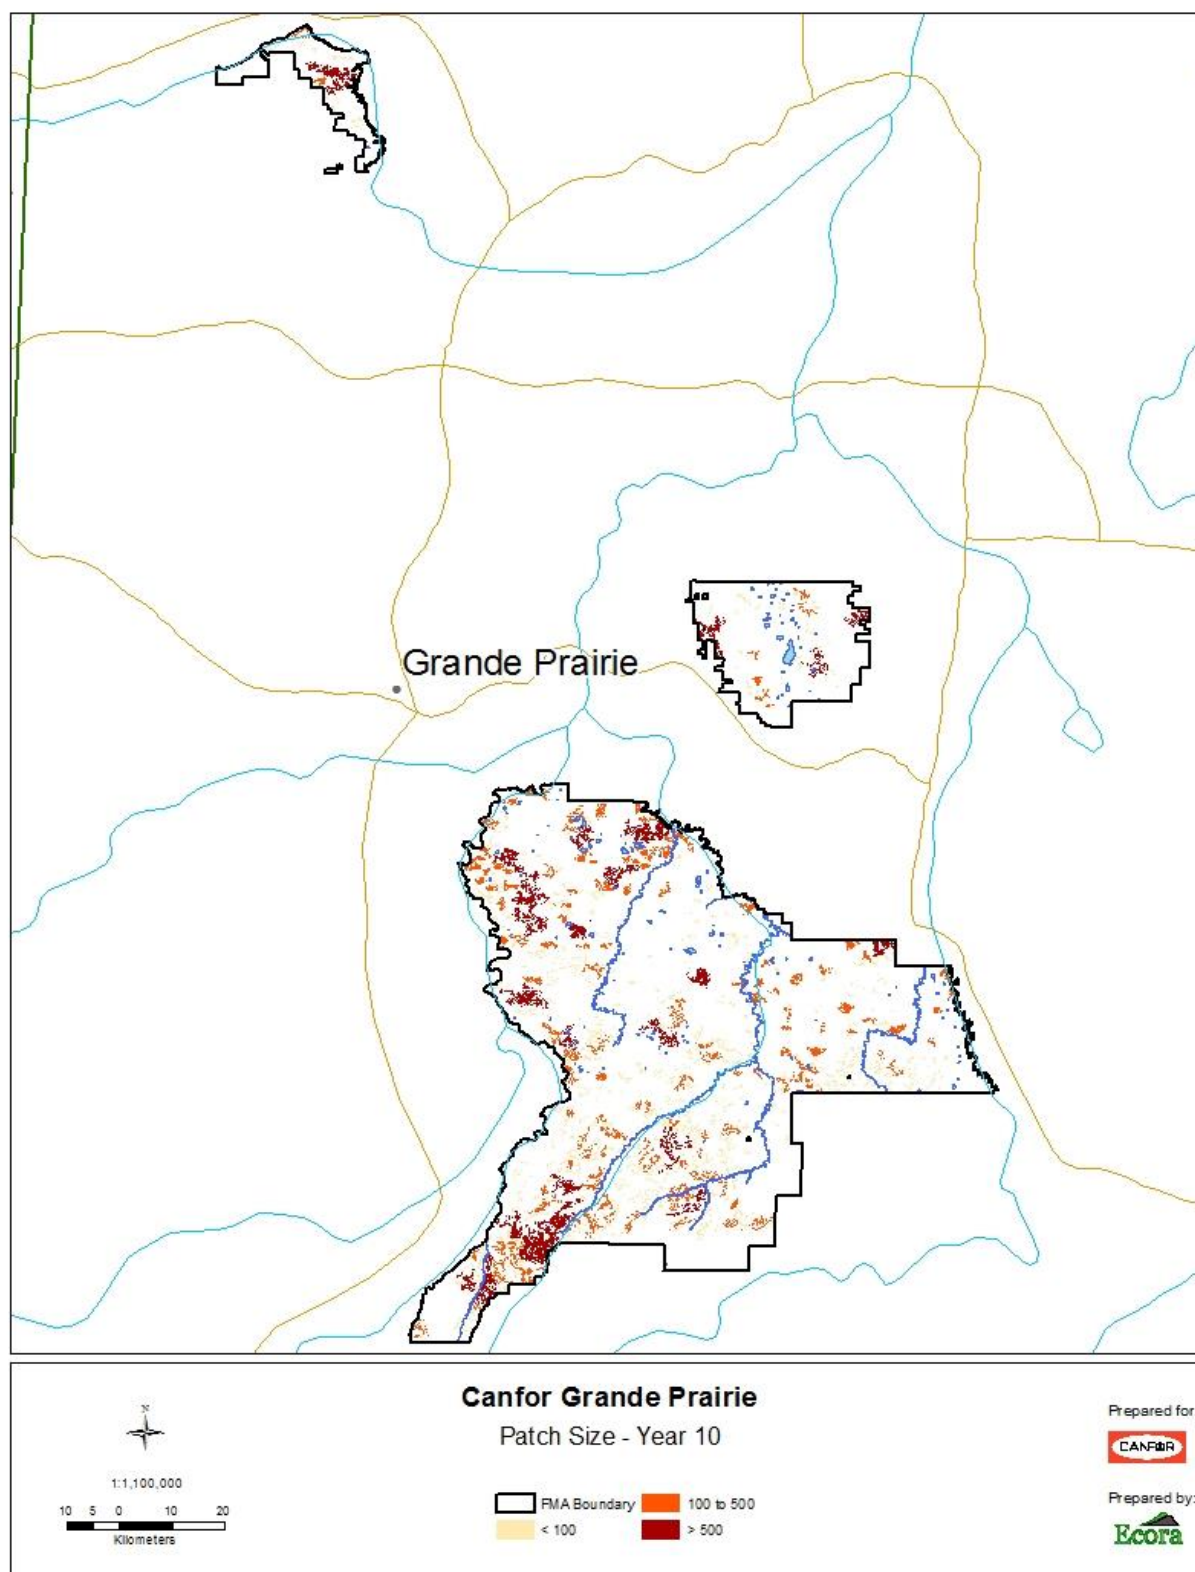 Grande Prairie
Canfor Grande Prairie
Patch Size - Year 10
N
1:1,100,000
10 5 0 10 20
Kilometers
FMA Boundary
100 to 500
< 100
> 500
Prepared for
CANFOR
Prepared by:
Ecora